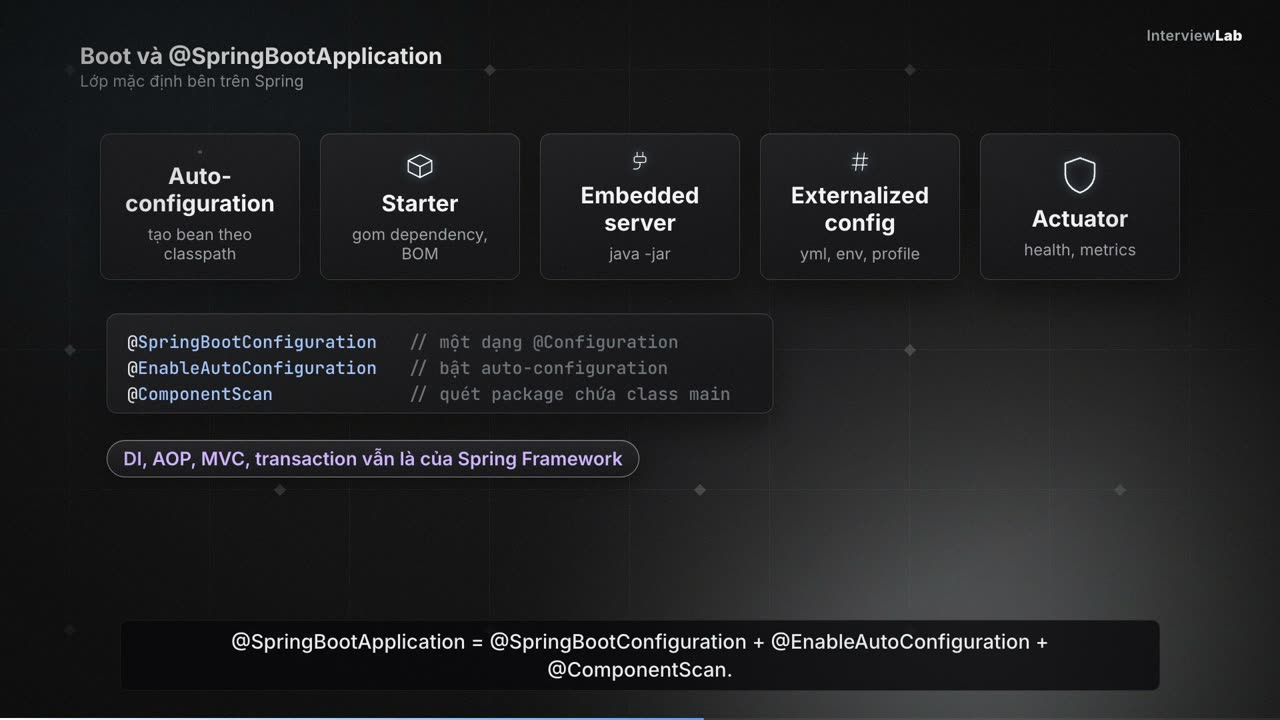 InterviewLab
Boot và @SpringBootApplication
Lớp mặc định bên trên Spring
Auto-
configuration
tạo bean theo
classpath
Starter
gom dependency,
BOM
Embedded
server
java -jar
Externalized
config
yml, env, profile
Actuator
health, metrics
@SpringBootConfiguration // một dạng @Configuration
@EnableAutoConfiguration // bật auto-configuration
@ComponentScan // quét package chứa class main
DI, AOP, MVC, transaction vẫn là của Spring Framework
@SpringBootApplication = @SpringBootConfiguration + @EnableAutoConfiguration +
@ComponentScan.